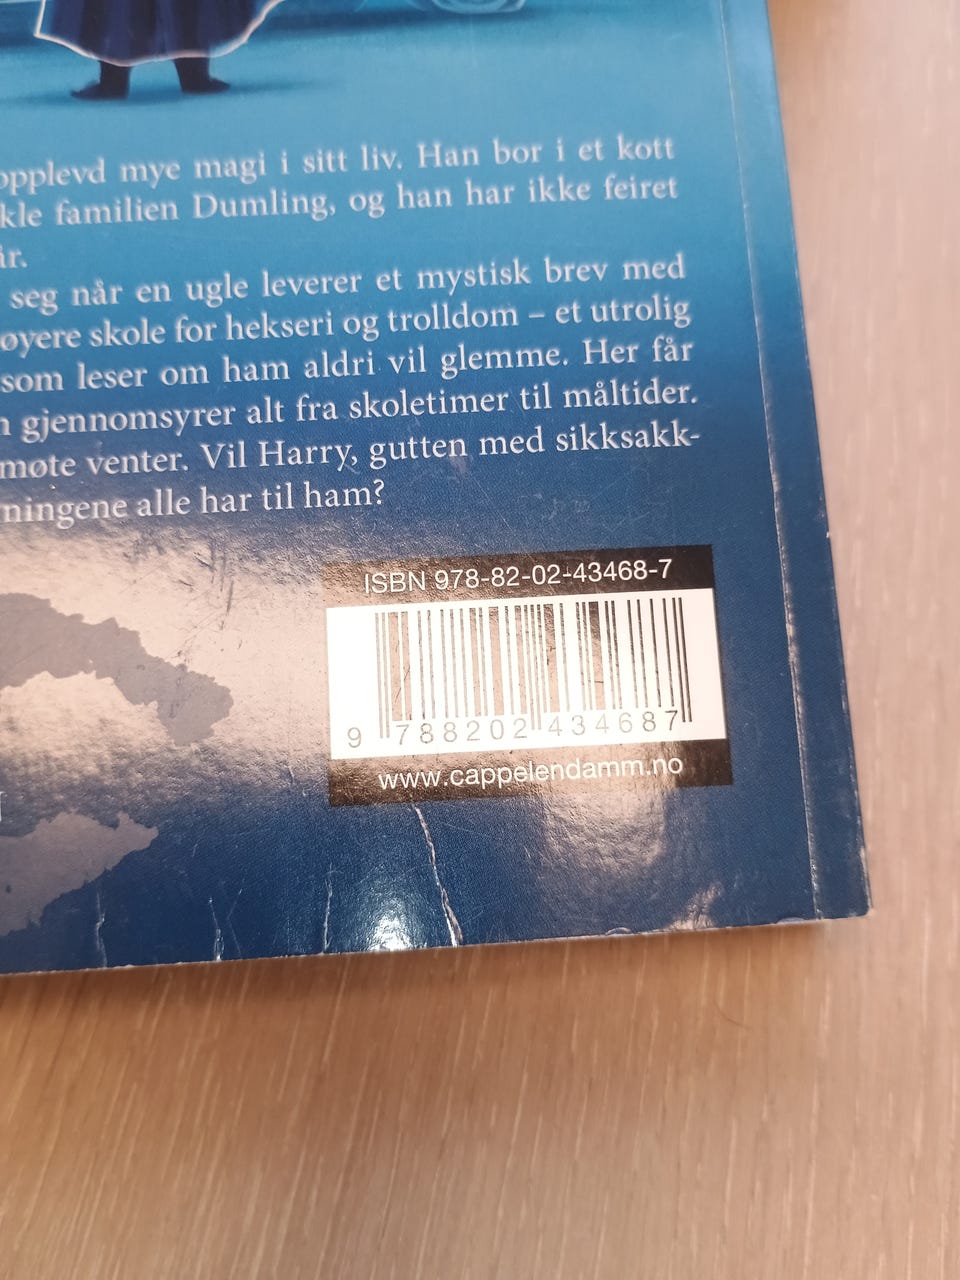 opplevd mye magi i sitt liv. Han bor i et kott
kle familien Dumling, og han har ikke feiret
år.
seg når en ugle leverer et mystisk brev med
øyere skole for hekseri og trolldom – et utrolig
som leser om ham aldri vil glemme. Her får
n gjennomsyrer alt fra skoletimer til måltider.
møte venter. Vil Harry, gutten med sikksakk-
ningene alle har til ham?
ISBN 978-82-02-43468-7
9 788202 434687
www.cappelendamm.no